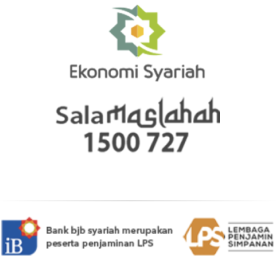 Ekonomi Syariah
Salamaslahah
1500 727
iB
Bank bjb syariah merupakan
peserta penjaminan LPS
LPS
LEMBAGA
PENJAMIN
SIMPANAN